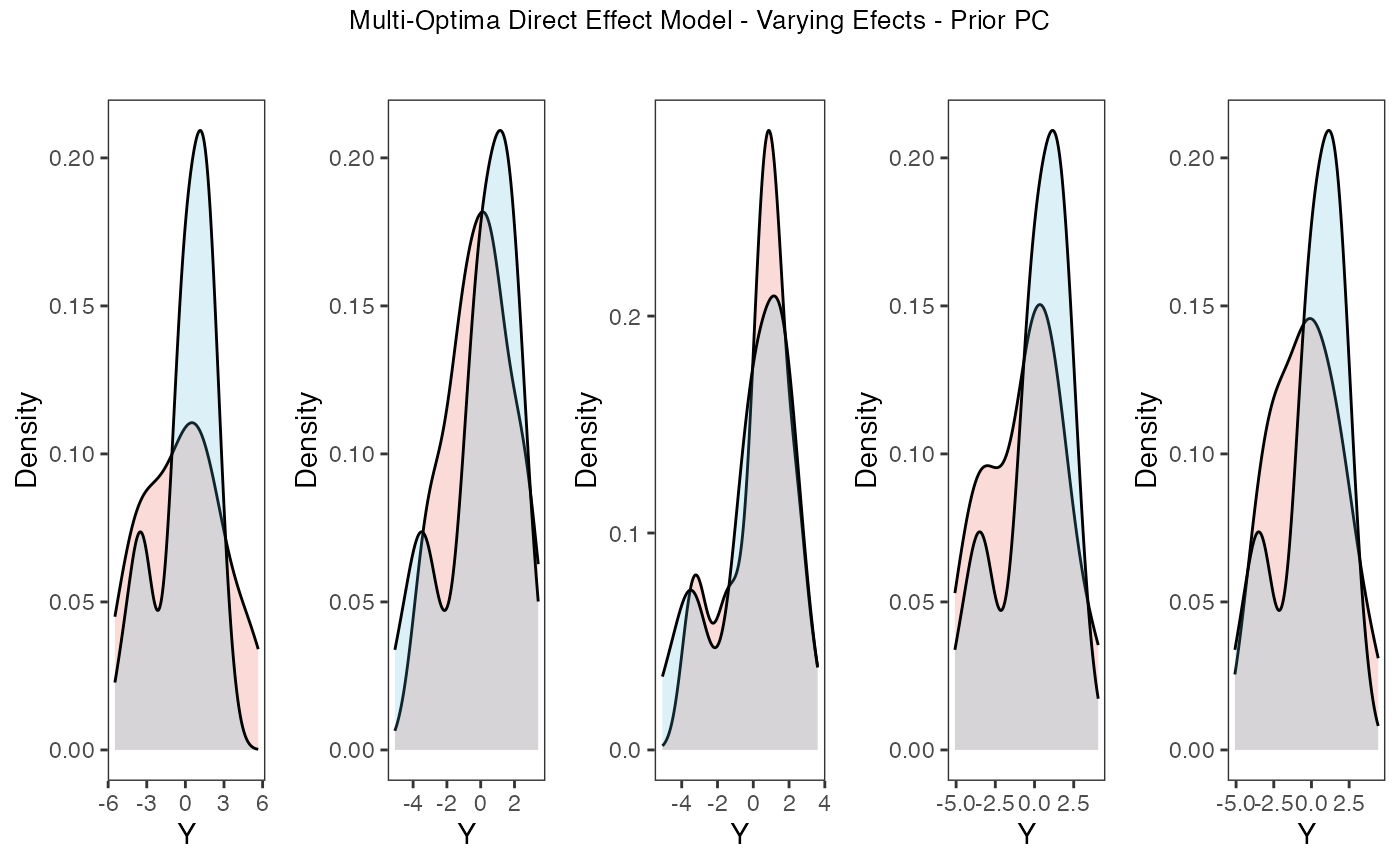 Multi-Optima Direct Effect Model - Varying Efects - Prior PC
0.20 0.20 0.20 0.20
0.15 0.15 0.2 0.15 0.15
0.10 0.10 0.1 0.10 0.10
0.05 0.05 0.05 0.05
0.00 0.00 0.0 0.00 0.00
Density Density Density Density Density
-6 -3 0 3 6 -4 -2 0 2 -4 -2 0 2 4 -5.0 -2.5 0.0 2.5 -5.0 -2.5 0.0 2.5
Y Y Y Y Y